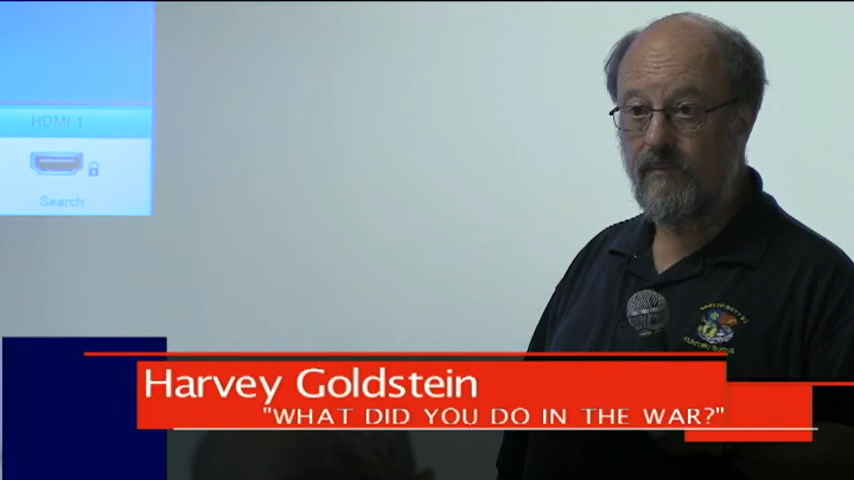 HDMI 1
Search
Harvey Goldstein
"WHAT DID YOU DO IN THE WAR?"